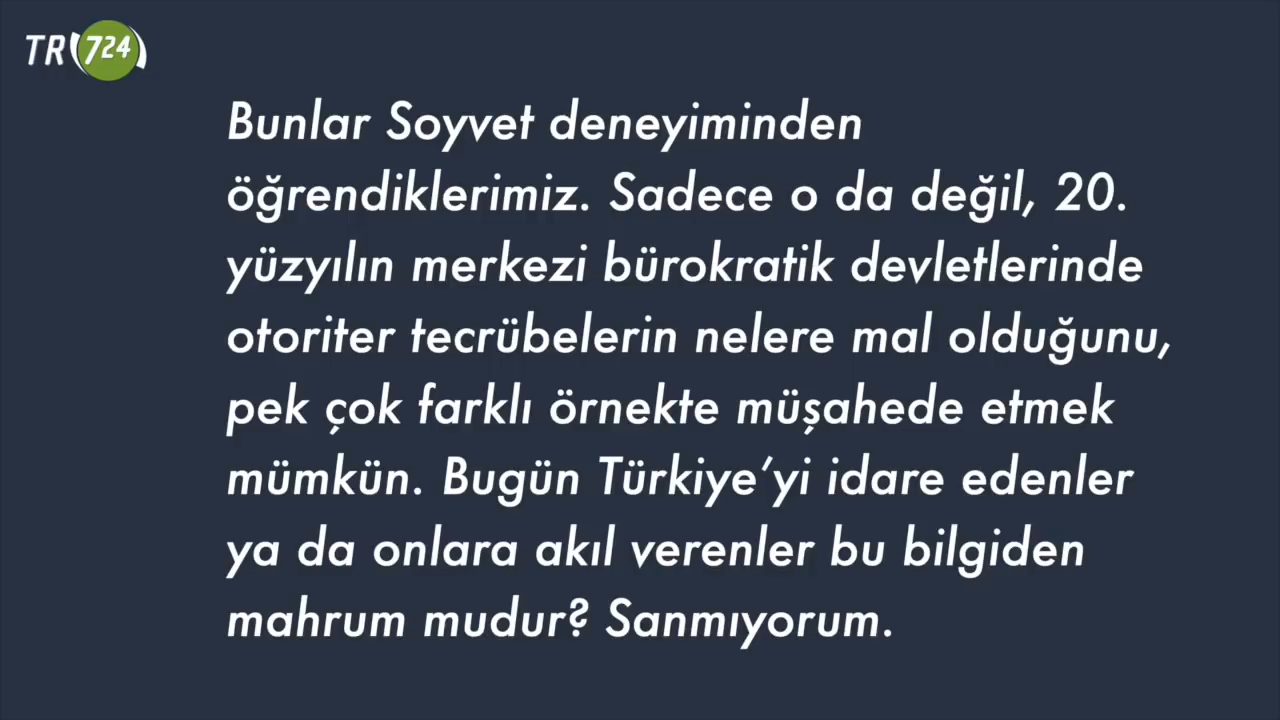 TR724
Bunlar Soyvet deneyiminden
öğrendiklerimiz. Sadece o da değil, 20.
yüzyılın merkezi bürokratik devletlerinde
otoriter tecrübelerin nelere mal olduğunu,
pek çok farklı örnekte müşahede etmek
mümkün. Bugün Türkiye’yi idare edenler
ya da onlara akıl verenler bu bilgiden
mahrum mudur? Sanmıyorum.